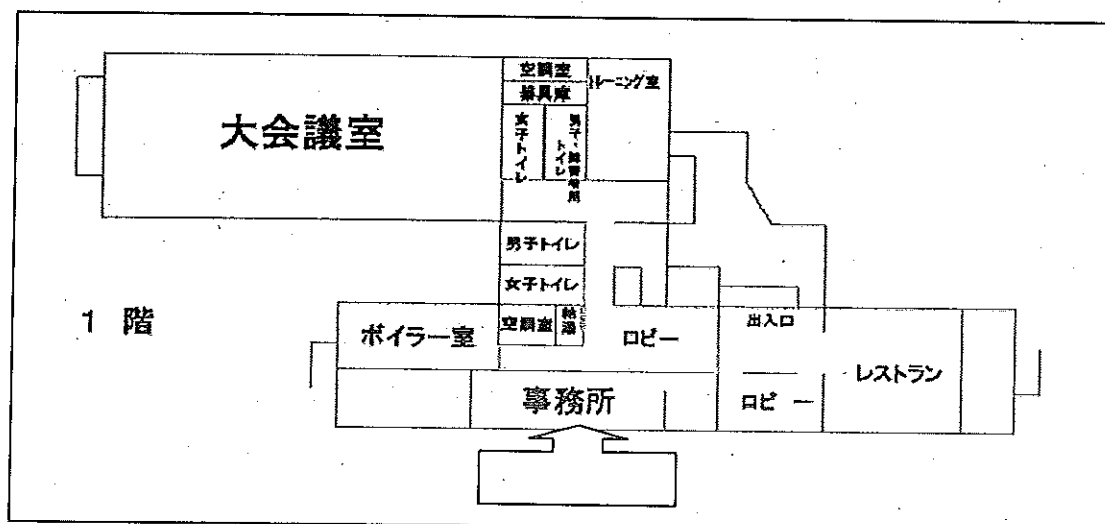 空調室
器具庫
トレーニング室
大会議室
女子トイレ
男子・障害者用
トイレ
男子トイレ
女子トイレ
1 階
ボイラー室
空調室
給湯
ロビー
出入口
レストラン
事務所
ロビー